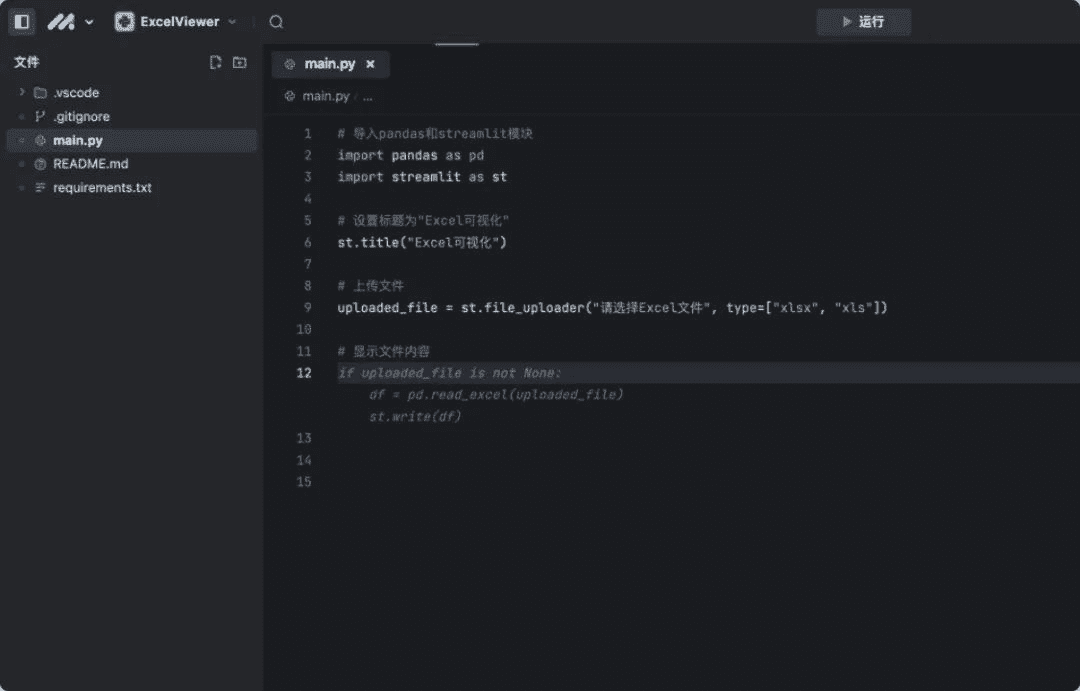 ExcelViewer
运行
文件
.vscode
.gitignore
main.py
README.md
requirements.txt
main.py
main.py / ...
1 # 导入pandas和streamlit模块
2 import pandas as pd
3 import streamlit as st
4
5 # 设置标题为"Excel可视化"
6 st.title("Excel可视化")
7
8 # 上传文件
9 uploaded_file = st.file_uploader("请选择Excel文件", type=["xlsx", "xls"])
10
11 # 显示文件内容
12 if uploaded_file is not None:
df = pd.read_excel(uploaded_file)
st.write(df)
13
14
15